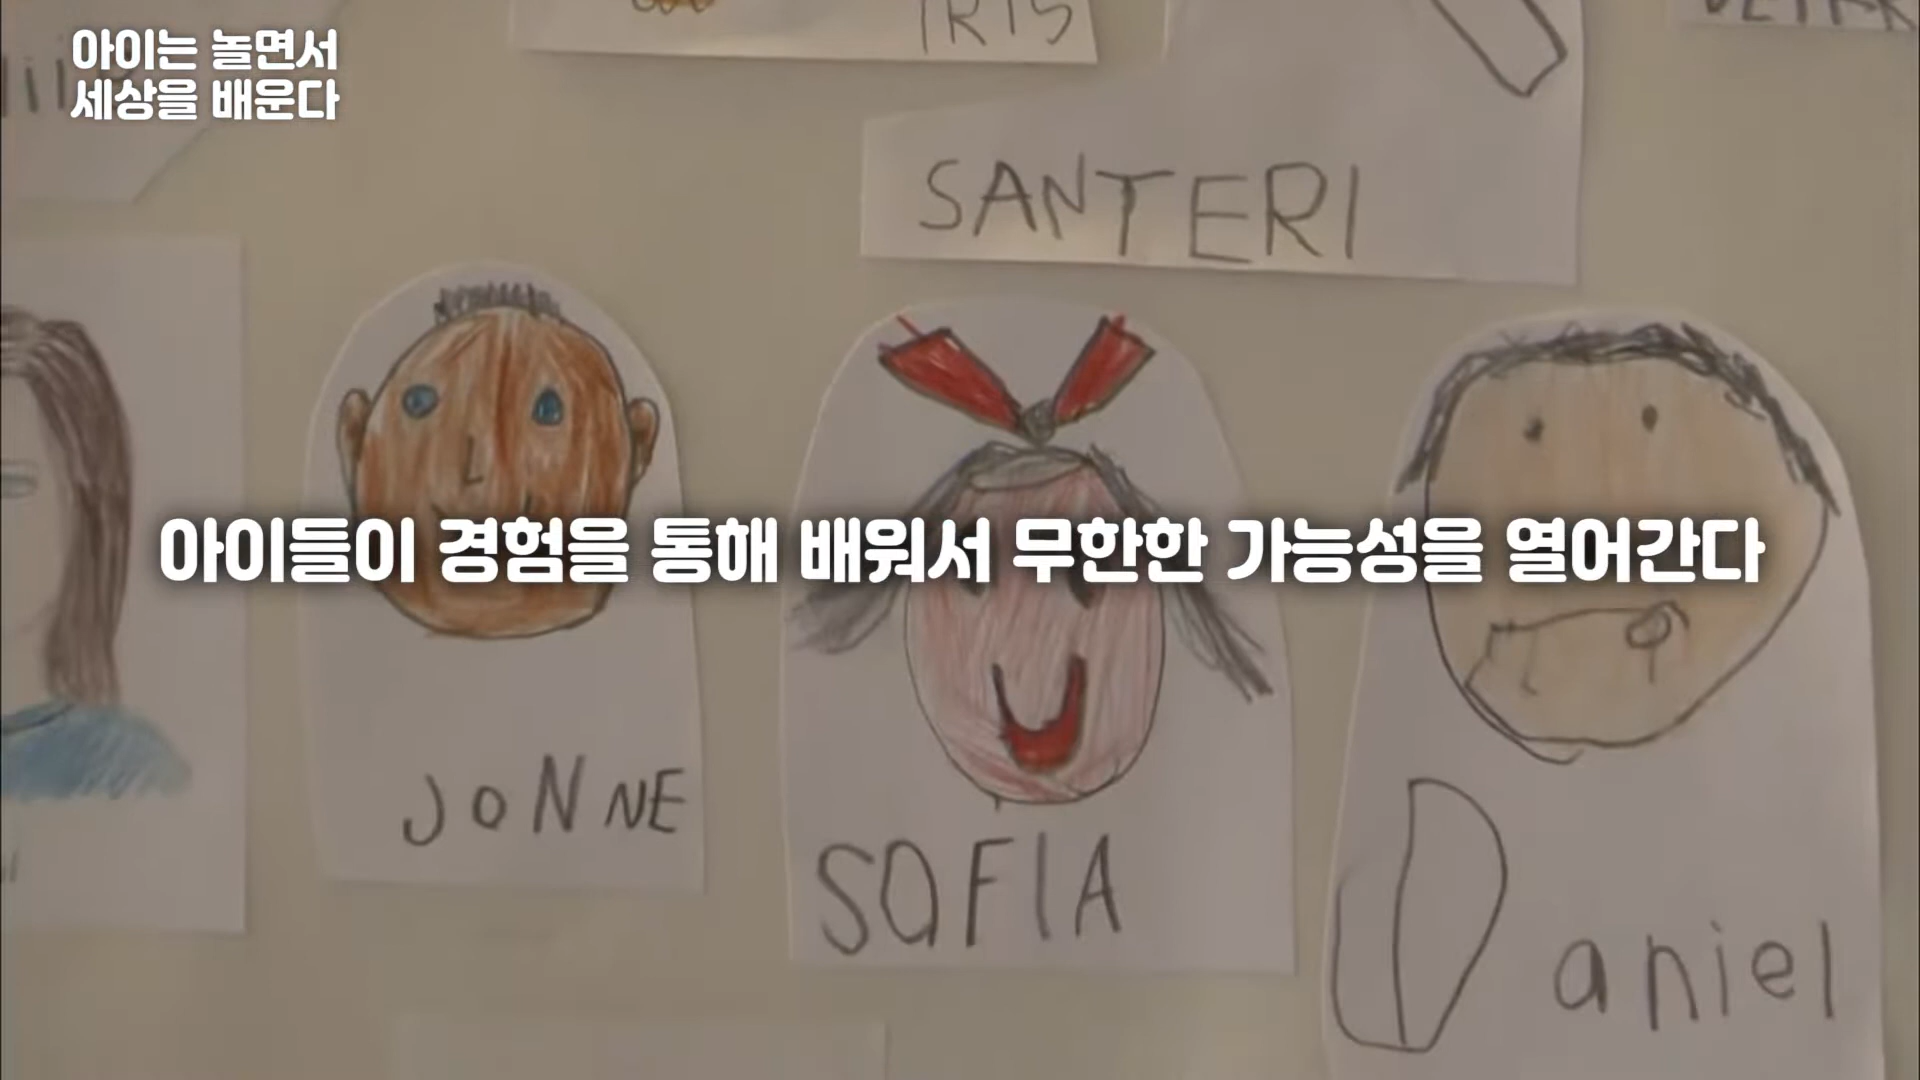 아이는 놀면서
세상을 배운다
IRIS
SANTERI
아이들이 경험을 통해 배워서 무한한 가능성을 열어간다
JONNE
SOFIA
Daniel